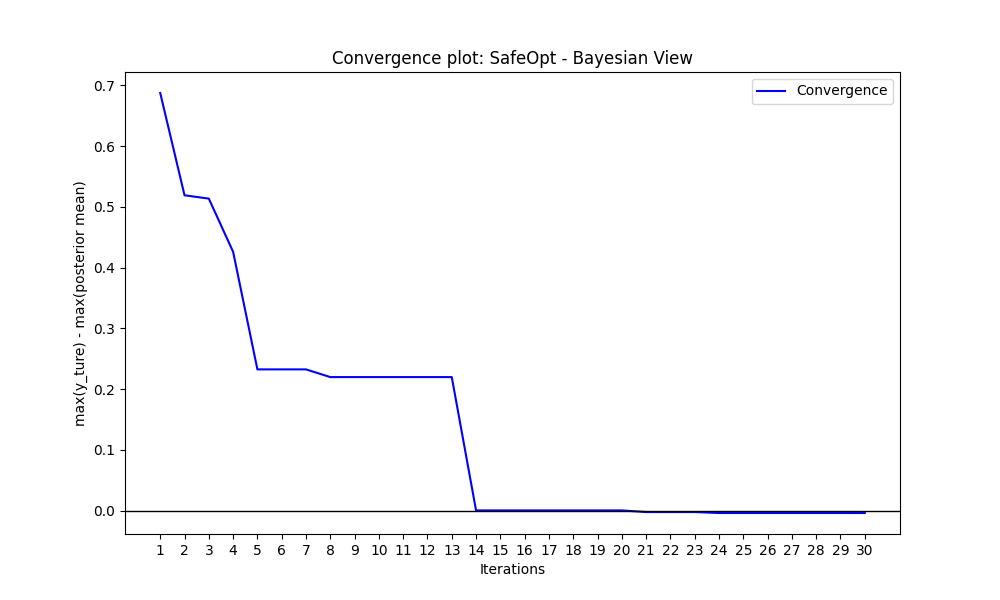 Convergence plot: SafeOpt - Bayesian View
Convergence
max(y_ture) - max(posterior mean)
0.7
0.6
0.5
0.4
0.3
0.2
0.1
0.0
1 2 3 4 5 6 7 8 9 10 11 12 13 14 15 16 17 18 19 20 21 22 23 24 25 26 27 28 29 30
Iterations